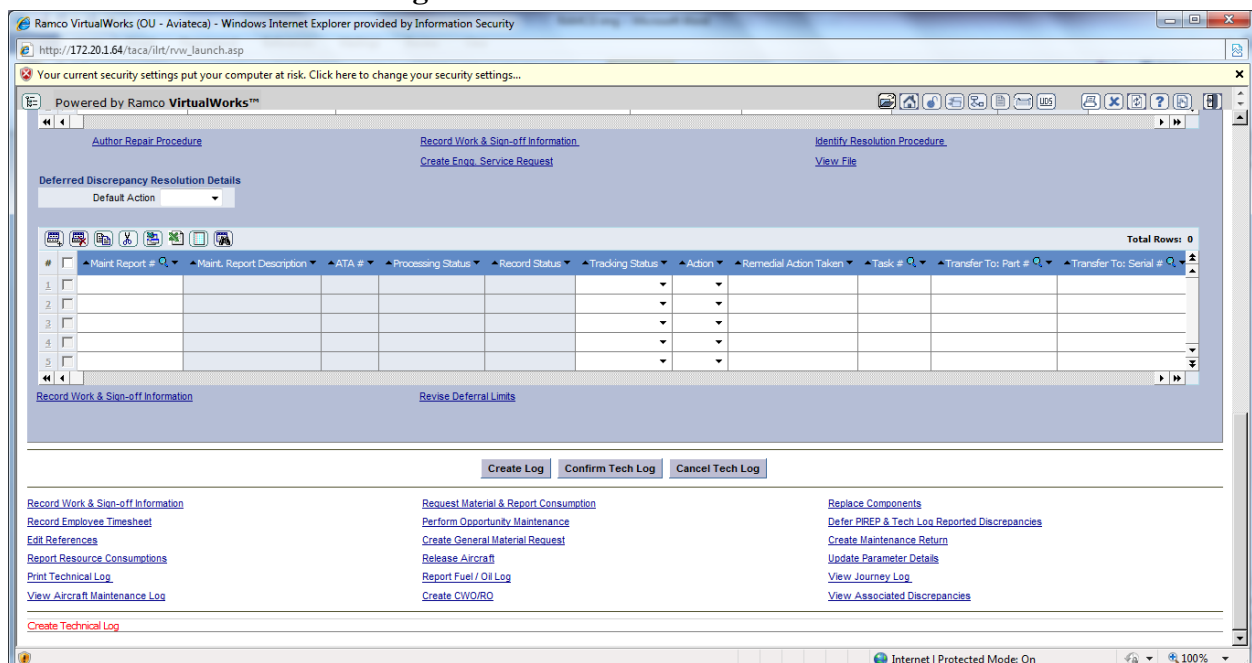 Ramco VirtualWorks (OU - Aviateca) - Windows Internet Explorer provided by Information Security
http://172.20.1.64/taca/ilrt/rvw_launch.asp
Your current security settings put your computer at risk. Click here to change your security settings...
Powered by Ramco VirtualWorks™
UDS
Author Repair Procedure Record Work & Sign-off Information Identify Resolution Procedure
Create Engg. Service Request View File
Deferred Discrepancy Resolution Details
Default Action
Total Rows: 0
# Maint Report # Maint. Report Description ATA # Processing Status Record Status Tracking Status Action Remedial Action Taken Task # Transfer To: Part # Transfer To: Serial #
1
2
3
4
5
Record Work & Sign-off Information Revise Deferral Limits
Create Log Confirm Tech Log Cancel Tech Log
Record Work & Sign-off Information Request Material & Report Consumption Replace Components
Record Employee Timesheet Perform Opportunity Maintenance Defer PIREP & Tech Log Reported Discrepancies
Edit References Create General Material Request Create Maintenance Return
Report Resource Consumptions Release Aircraft Update Parameter Details
Print Technical Log Report Fuel / Oil Log View Journey Log
View Aircraft Maintenance Log Create CWO/RO View Associated Discrepancies
Create Technical Log
Internet | Protected Mode: On 100%